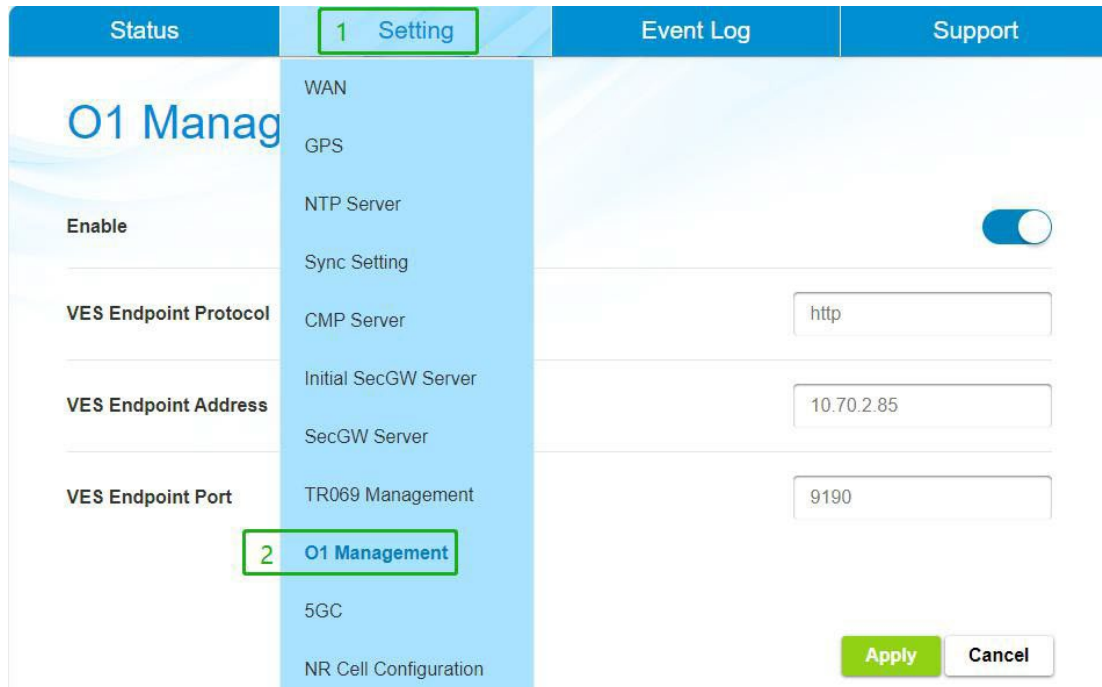 Status 1 Setting Event Log Support
WAN
O1 Manag
GPS
NTP Server
Enable
Sync Setting
VES Endpoint Protocol http
CMP Server
Initial SecGW Server
VES Endpoint Address 10.70.2.85
SecGW Server
TR069 Management
VES Endpoint Port 9190
2 O1 Management
5GC
Apply Cancel
NR Cell Configuration